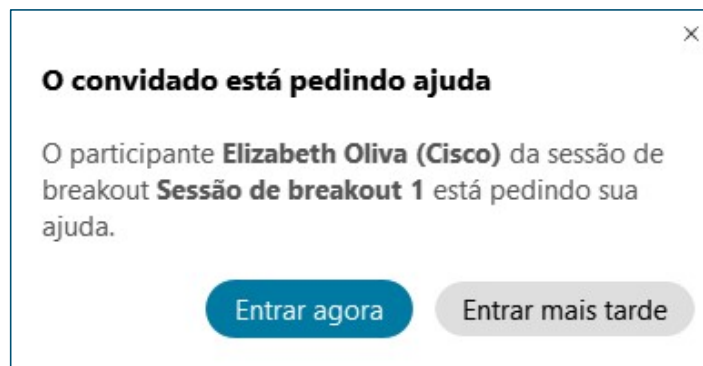 O convidado está pedindo ajuda
O participante Elizabeth Oliva (Cisco) da sessão de
breakout Sessão de breakout 1 está pedindo sua
ajuda.
Entrar agora
Entrar mais tarde